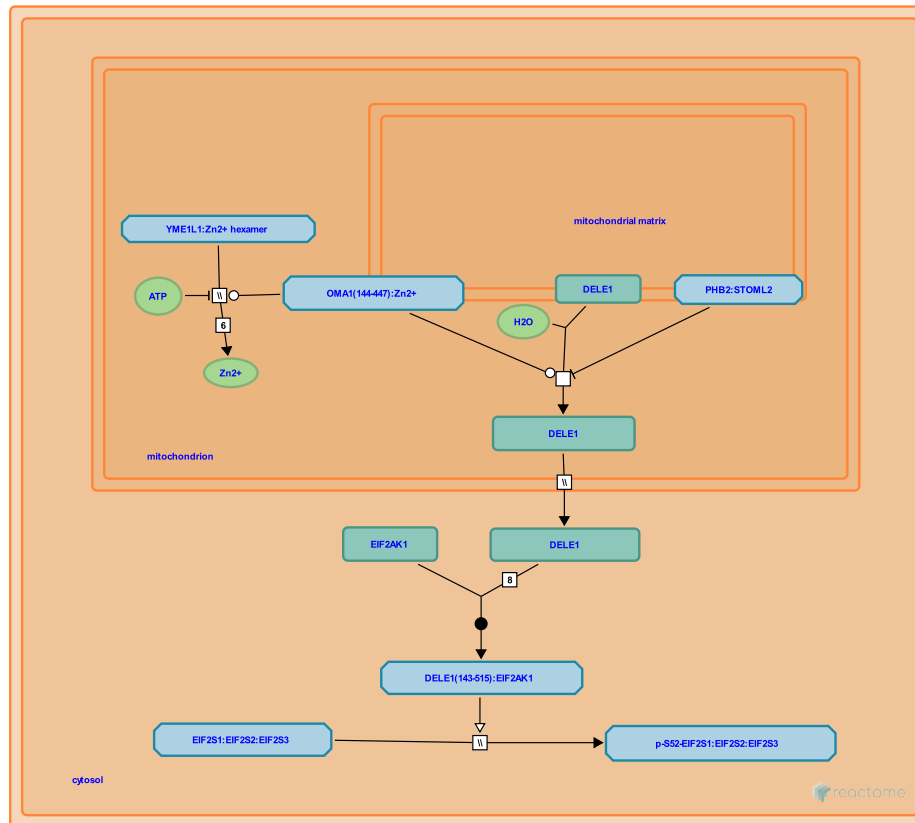 mitochondrial matrix
YME1L1:Zn2+ hexamer
ATP
\\
OMA1(144-447):Zn2+
DELE1
PHB2:STOML2
H2O
6
Zn2+
DELE1
mitochondrion
\\
EIF2AK1
DELE1
8
DELE1(143-515):EIF2AK1
EIF2S1:EIF2S2:EIF2S3
\\
p-S52-EIF2S1:EIF2S2:EIF2S3
cytosol
reactome